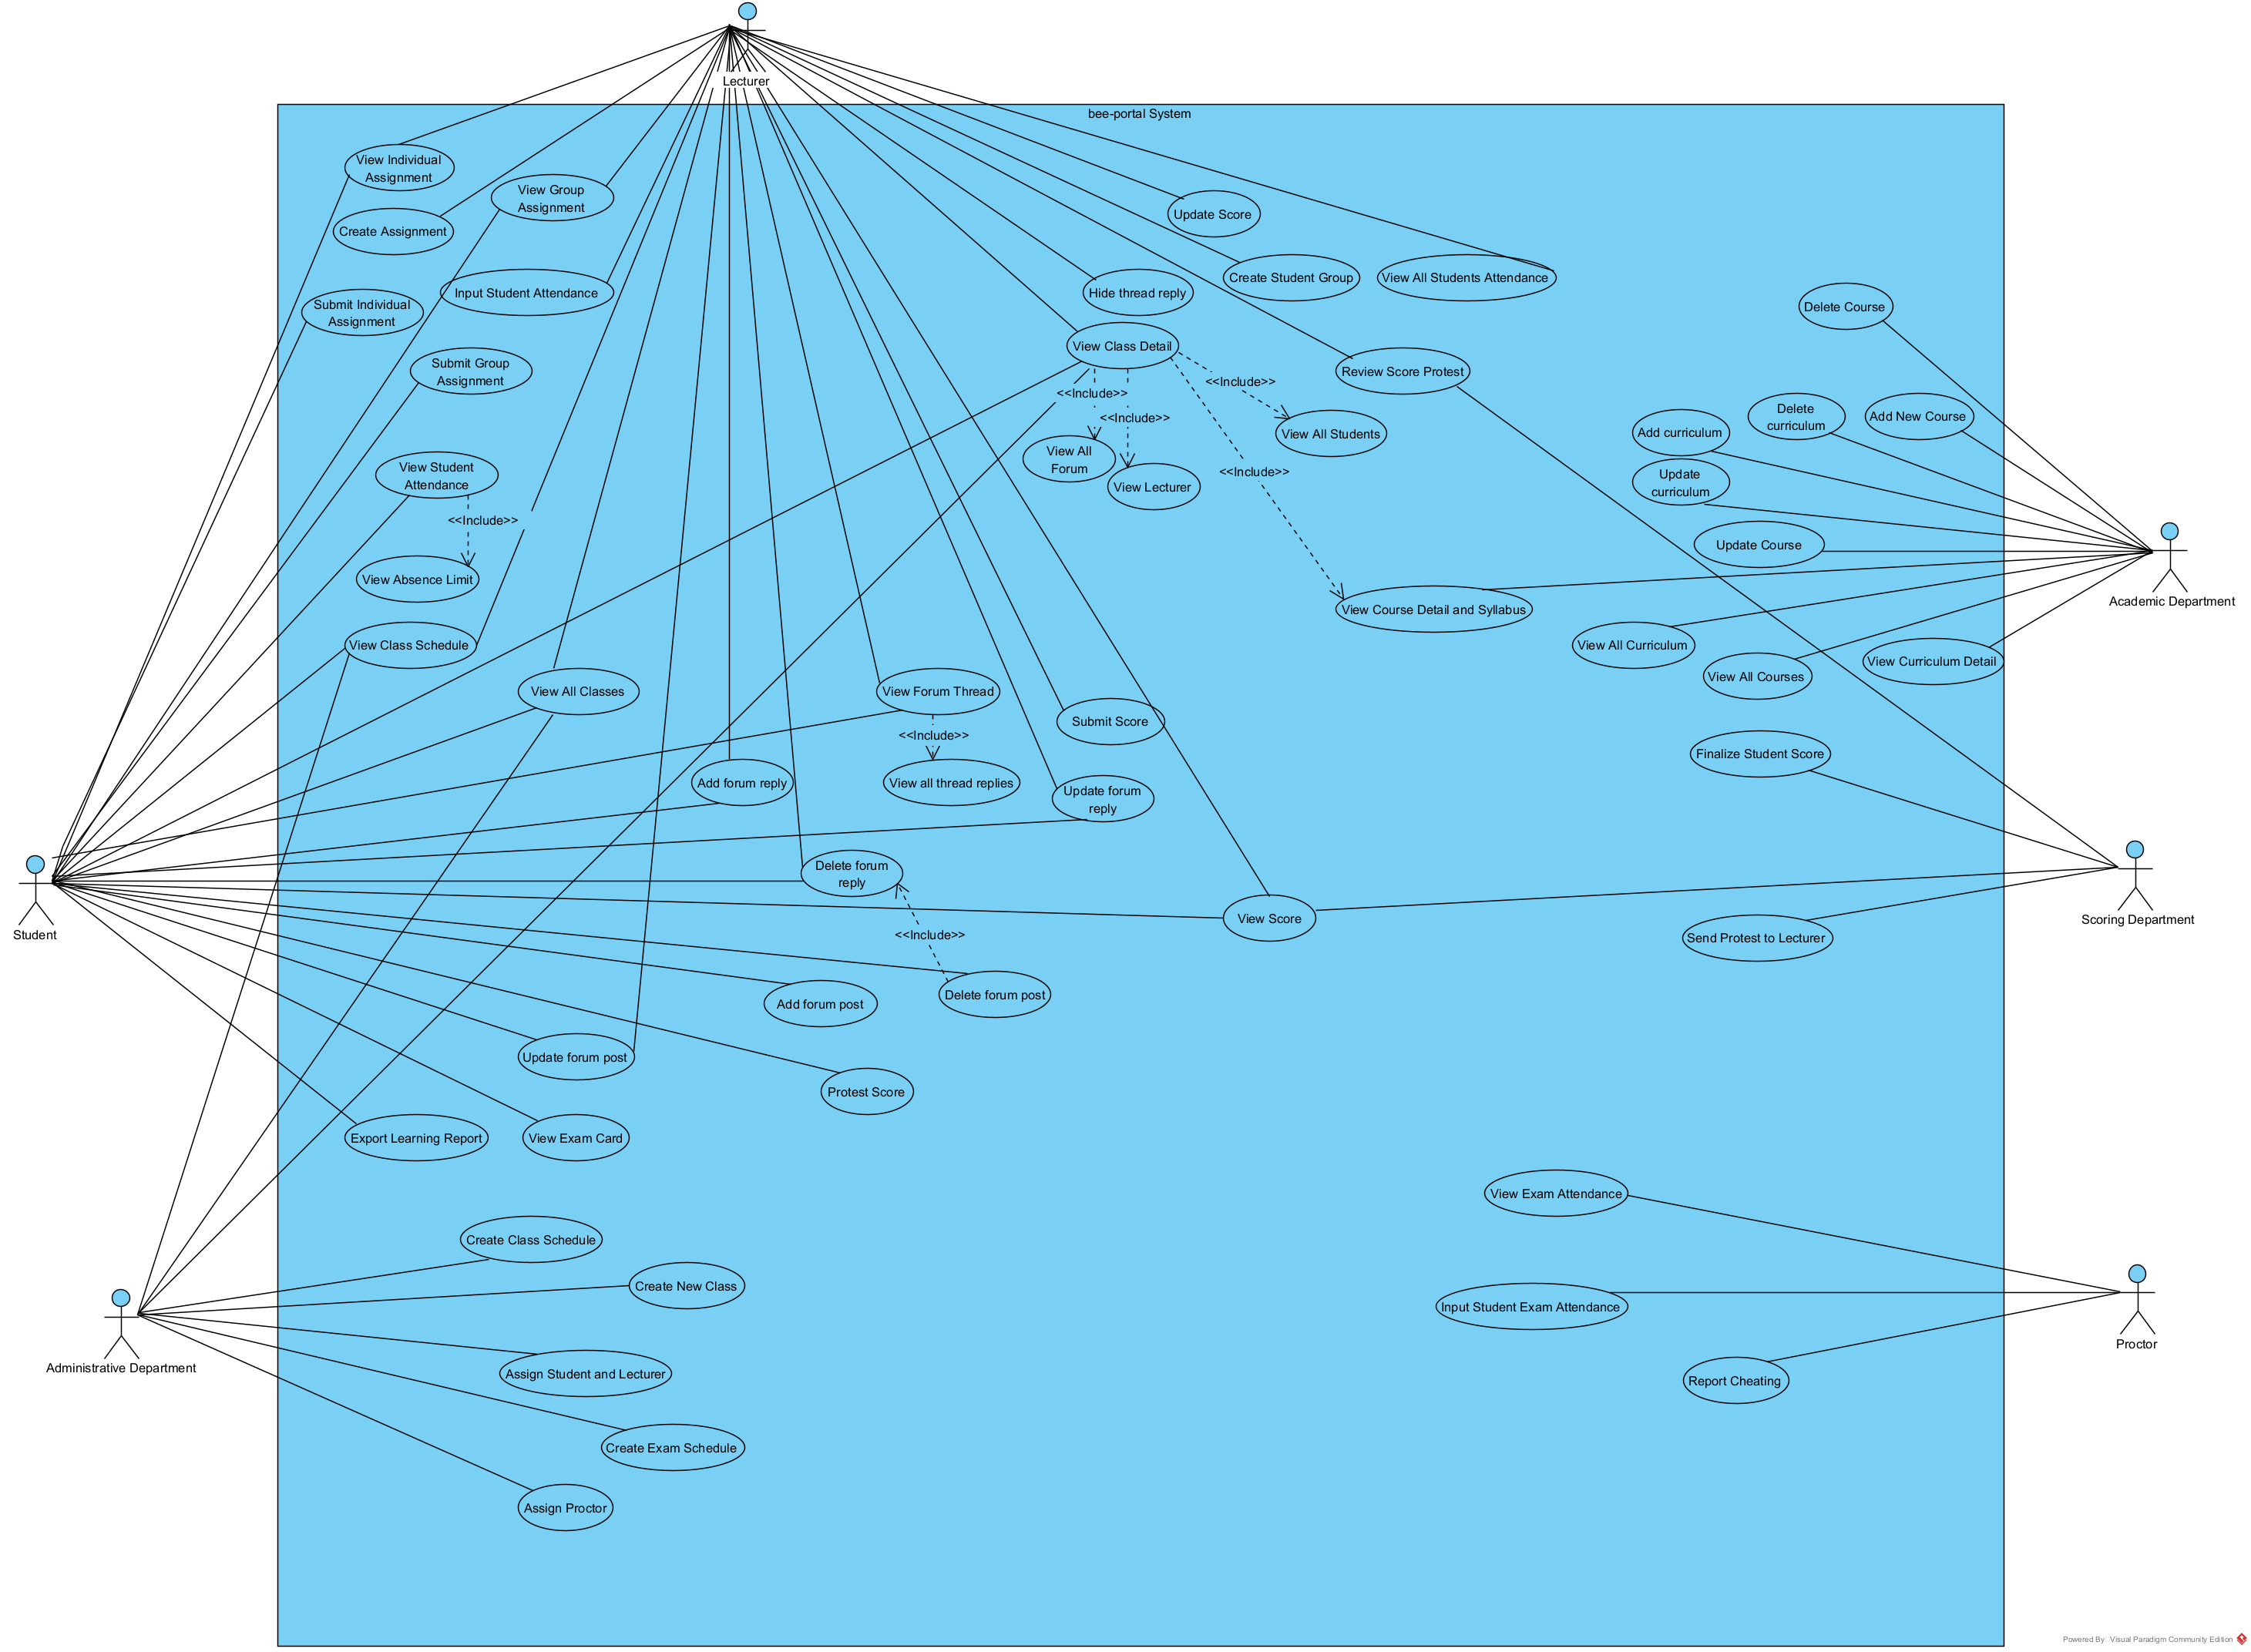 Lecturer
bee-portal System
View Individual
Assignment
View Group
Assignment
Update Score
Create Assignment
Create Student Group
View All Students Attendance
Input Student Attendance
Hide thread reply
Submit Individual
Assignment
Delete Course
View Class Detail
Submit Group
Assignment
Review Score Protest
<<Include>>
<<Include>>
<<Include>>
Delete
curriculum
Add New Course
Add curriculum
View All Students
View All
Forum
View Student
Attendance
<<Include>>
Update
curriculum
View Lecturer
<<Include>>
Update Course
View Absence Limit
Academic Department
View Course Detail and Syllabus
View Class Schedule
View All Curriculum
View Curriculum Detail
View All Courses
View All Classes
View Forum Thread
Submit Score
<<Include>>
Finalize Student Score
Add forum reply
View all thread replies
Update forum
reply
Delete forum
reply
Student
<<Include>>
View Score
Scoring Department
Send Protest to Lecturer
Add forum post
Delete forum post
Update forum post
Protest Score
Export Learning Report
View Exam Card
View Exam Attendance
Create Class Schedule
Create New Class
Input Student Exam Attendance
Proctor
Administrative Department
Assign Student and Lecturer
Report Cheating
Create Exam Schedule
Assign Proctor
Powered By Visual Paradigm Community Edition